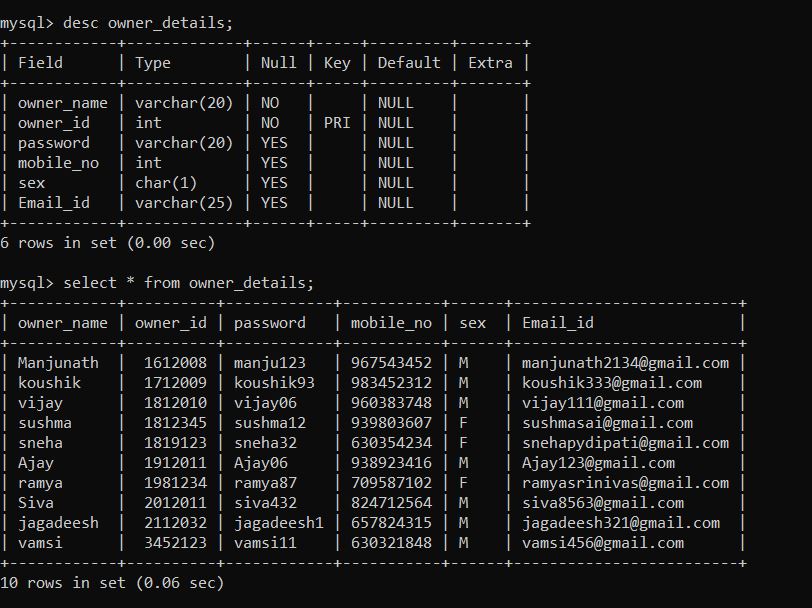 mysql> desc owner_details;
+------------+-------------+------+-----+---------+-------+
| Field      | Type        | Null | Key | Default | Extra |
+------------+-------------+------+-----+---------+-------+
| owner_name | varchar(20) | NO   |     | NULL    |       |
| owner_id   | int         | NO   | PRI | NULL    |       |
| password   | varchar(20) | YES  |     | NULL    |       |
| mobile_no  | int         | YES  |     | NULL    |       |
| sex        | char(1)     | YES  |     | NULL    |       |
| Email_id   | varchar(25) | YES  |     | NULL    |       |
+------------+-------------+------+-----+---------+-------+
6 rows in set (0.00 sec)

mysql> select * from owner_details;
+------------+----------+------------+-----------+------+-------------------------+
| owner_name | owner_id | password   | mobile_no | sex  | Email_id                |
+------------+----------+------------+-----------+------+-------------------------+
| Manjunath  |  1612008 | manju123   | 967543452 | M    | manjunath2134@gmail.com |
| koushik    |  1712009 | koushik93  | 983452312 | M    | koushik333@gmail.com    |
| vijay      |  1812010 | vijay06    | 960383748 | M    | vijay111@gmail.com      |
| sushma     |  1812345 | sushma12   | 939803607 | F    | sushmasai@gmail.com     |
| sneha      |  1819123 | sneha32    | 630354234 | F    | snehapydipati@gmail.com |
| Ajay       |  1912011 | Ajay06     | 938923416 | M    | Ajay123@gmail.com       |
| ramya      |  1981234 | ramya87    | 709587102 | F    | ramyasrinivas@gmail.com |
| Siva       |  2012011 | siva432    | 824712564 | M    | siva8563@gmail.com      |
| jagadeesh  |  2112032 | jagadeesh1 | 657824315 | M    | jagadeesh321@gmail.com  |
| vamsi      |  3452123 | vamsi11    | 630321848 | M    | vamsi456@gmail.com      |
+------------+----------+------------+-----------+------+-------------------------+
10 rows in set (0.06 sec)